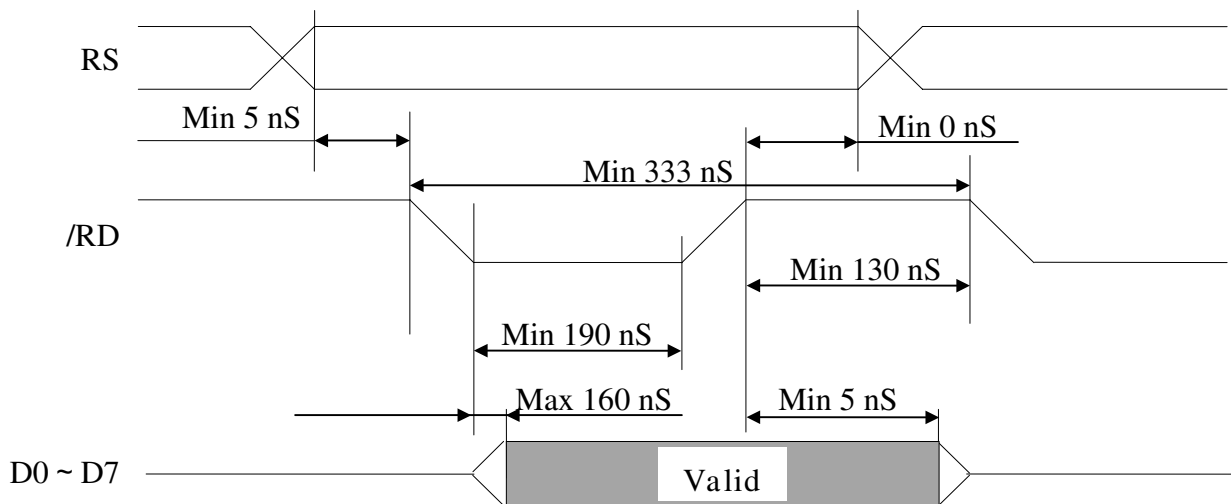 RS
Min 5 nS
Min 0 nS
Min 333 nS
/RD
Min 130 nS
Min 190 nS
Max 160 nS
Min 5 nS
D0 ~ D7
Valid